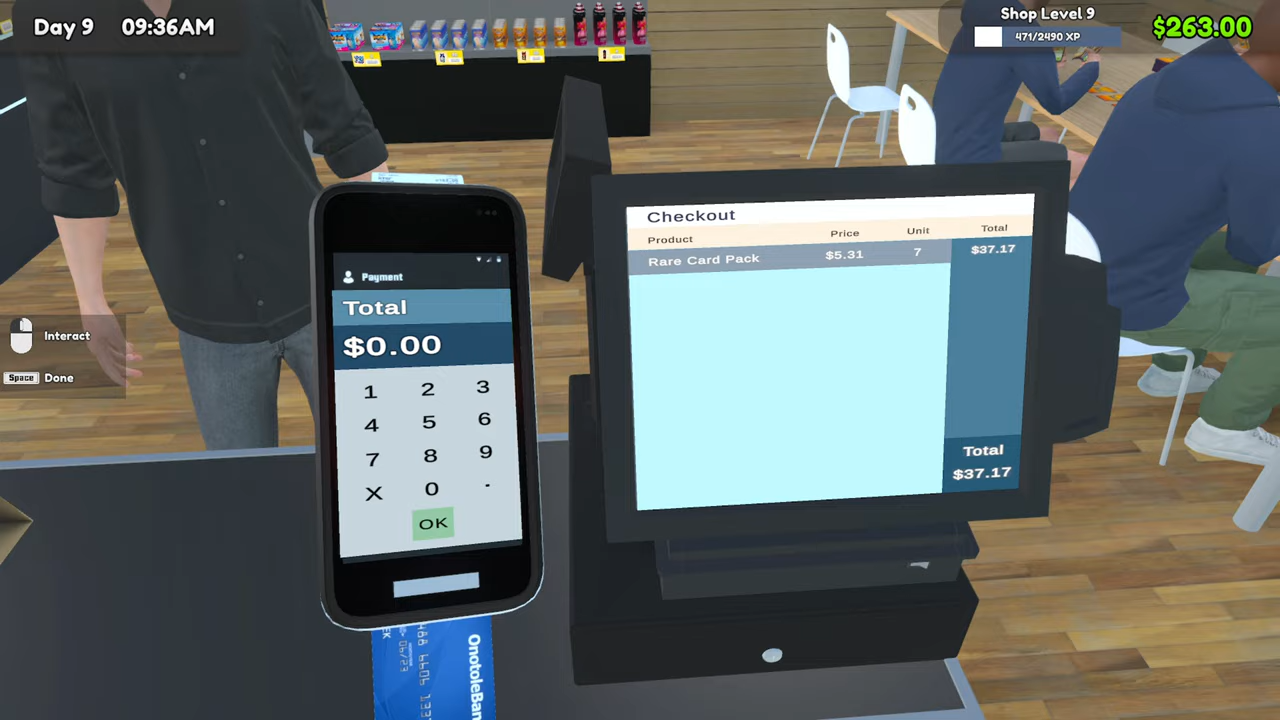 Day 9 09:36AM
Shop Level 9
471/2490 XP
$263.00
Interact
Space Done
Payment
Total
$0.00
1 2 3
4 5 6
7 8 9
X 0 .
OK
Checkout
Product Price Unit Total
Rare Card Pack $5.31 7 $37.17
Total
$37.17
OnotoleBan